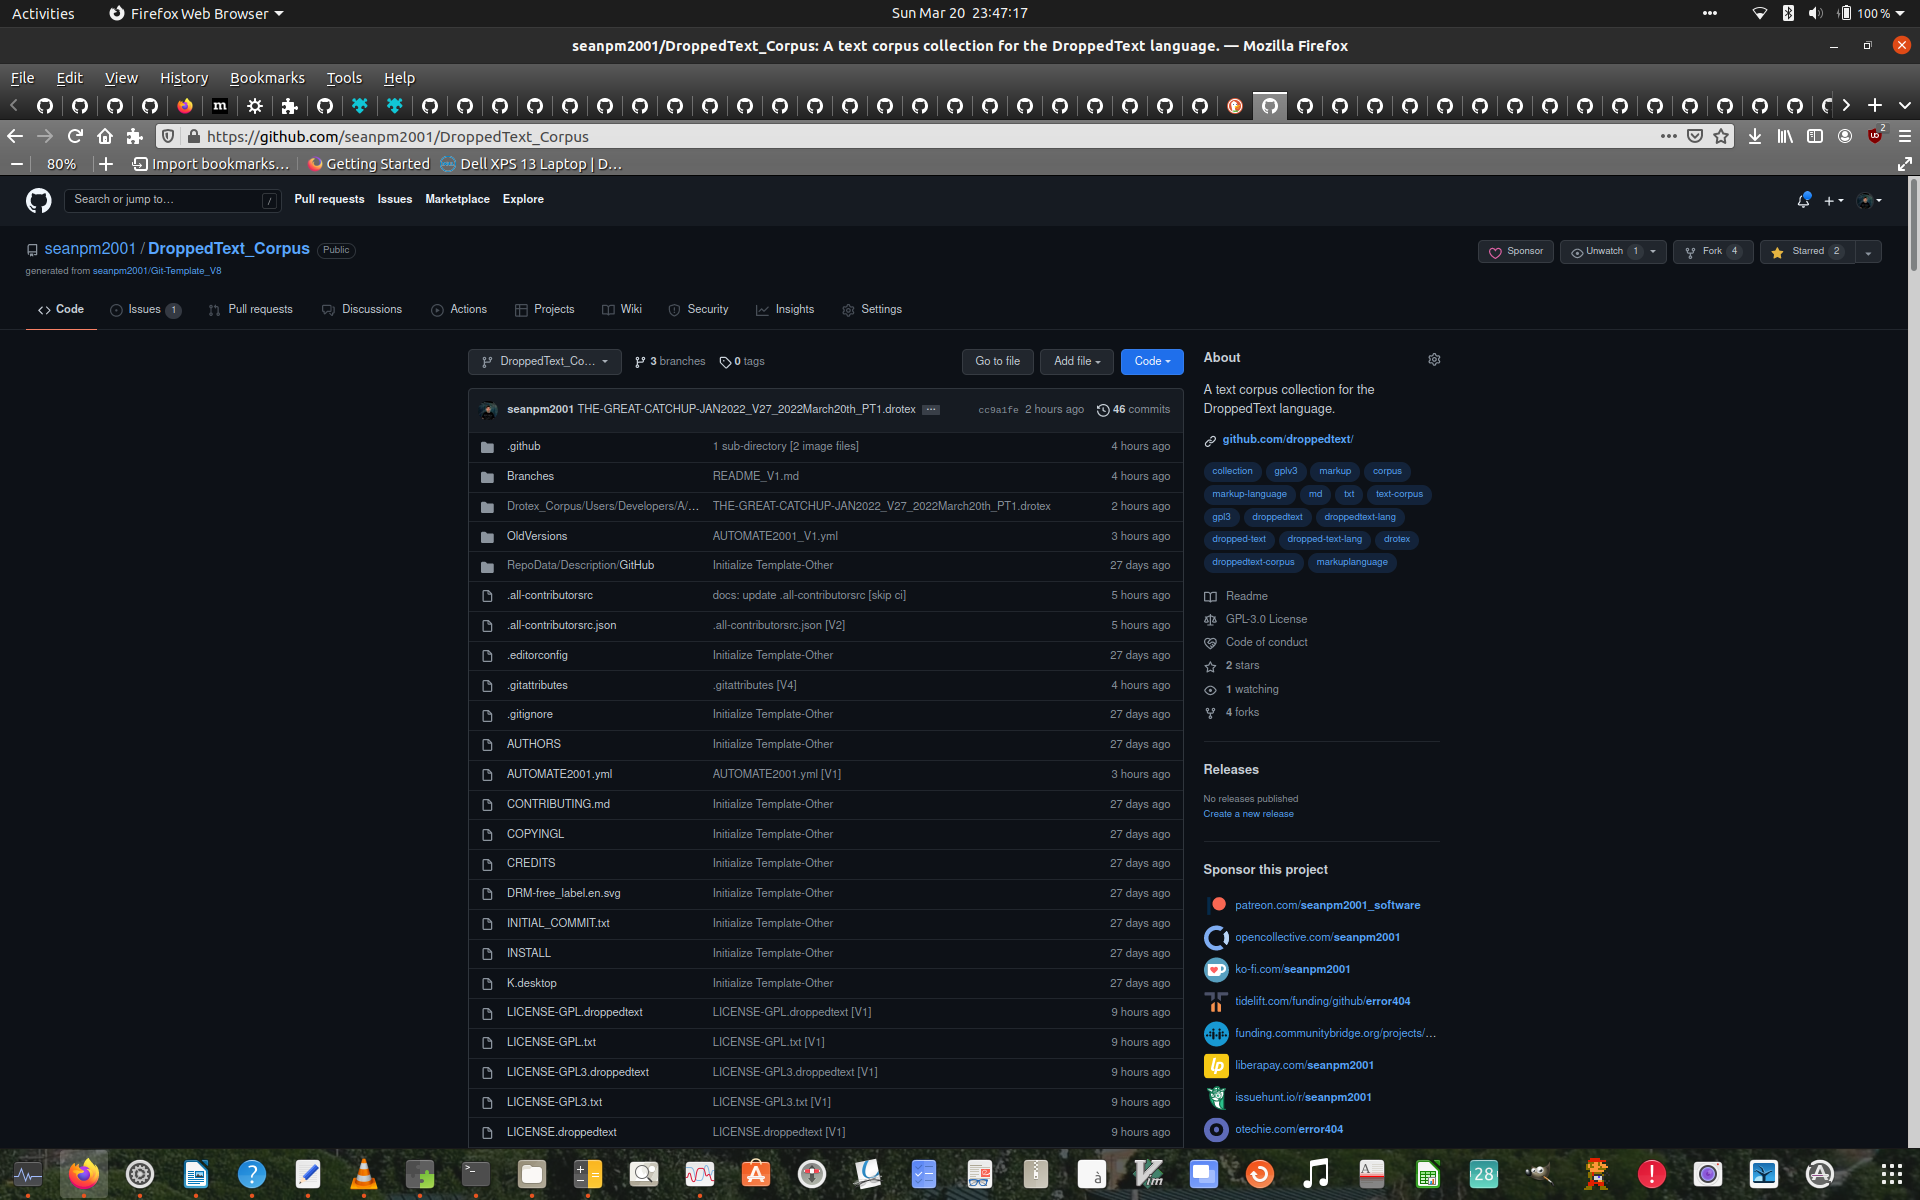 Activities Firefox Web Browser Sun Mar 20 23:47:17 100 %
seanpm2001/DroppedText_Corpus: A text corpus collection for the DroppedText language. — Mozilla Firefox
File Edit View History Bookmarks Tools Help
https://github.com/seanpm2001/DroppedText_Corpus 2
80% Import bookmarks… Getting Started Dell XPS 13 Laptop | D…
Search or jump to… / Pull requests Issues Marketplace Explore
seanpm2001 / DroppedText_Corpus Public
generated from seanpm2001/Git-Template_V8
Sponsor Unwatch 1 Fork 4 Starred 2
Code Issues 1 Pull requests Discussions Actions Projects Wiki Security Insights Settings
DroppedText_Co… 3 branches 0 tags Go to file Add file Code
seanpm2001 THE-GREAT-CATCHUP-JAN2022_V27_2022March20th_PT1.drotex ··· cc9a1fe 2 hours ago 46 commits
.github 1 sub-directory [2 image files] 4 hours ago
Branches README_V1.md 4 hours ago
Drotex_Corpus/Users/Developers/A/… THE-GREAT-CATCHUP-JAN2022_V27_2022March20th_PT1.drotex 2 hours ago
OldVersions AUTOMATE2001_V1.yml 3 hours ago
RepoData/Description/GitHub Initialize Template-Other 27 days ago
.all-contributorsrc docs: update .all-contributorsrc [skip ci] 5 hours ago
.all-contributorsrc.json .all-contributorsrc.json [V2] 5 hours ago
.editorconfig Initialize Template-Other 27 days ago
.gitattributes .gitattributes [V4] 4 hours ago
.gitignore Initialize Template-Other 27 days ago
AUTHORS Initialize Template-Other 27 days ago
AUTOMATE2001.yml AUTOMATE2001.yml [V1] 3 hours ago
CONTRIBUTING.md Initialize Template-Other 27 days ago
COPYINGL Initialize Template-Other 27 days ago
CREDITS Initialize Template-Other 27 days ago
DRM-free_label.en.svg Initialize Template-Other 27 days ago
INITIAL_COMMIT.txt Initialize Template-Other 27 days ago
INSTALL Initialize Template-Other 27 days ago
K.desktop Initialize Template-Other 27 days ago
LICENSE-GPL.droppedtext LICENSE-GPL.droppedtext [V1] 9 hours ago
LICENSE-GPL.txt LICENSE-GPL.txt [V1] 9 hours ago
LICENSE-GPL3.droppedtext LICENSE-GPL3.droppedtext [V1] 9 hours ago
LICENSE-GPL3.txt LICENSE-GPL3.txt [V1] 9 hours ago
LICENSE.droppedtext LICENSE.droppedtext [V1] 9 hours ago
About
A text corpus collection for the
DroppedText language.
github.com/droppedtext/
collection gplv3 markup corpus
markup-language md txt text-corpus
gpl3 droppedtext droppedtext-lang
dropped-text dropped-text-lang drotex
droppedtext-corpus markuplanguage
Readme
GPL-3.0 License
Code of conduct
2 stars
1 watching
4 forks
Releases
No releases published
Create a new release
Sponsor this project
patreon.com/seanpm2001_software
opencollective.com/seanpm2001
ko-fi.com/seanpm2001
tidelift.com/funding/github/error404
funding.communitybridge.org/projects/…
liberapay.com/seanpm2001
issuehunt.io/r/seanpm2001
otechie.com/error404
28